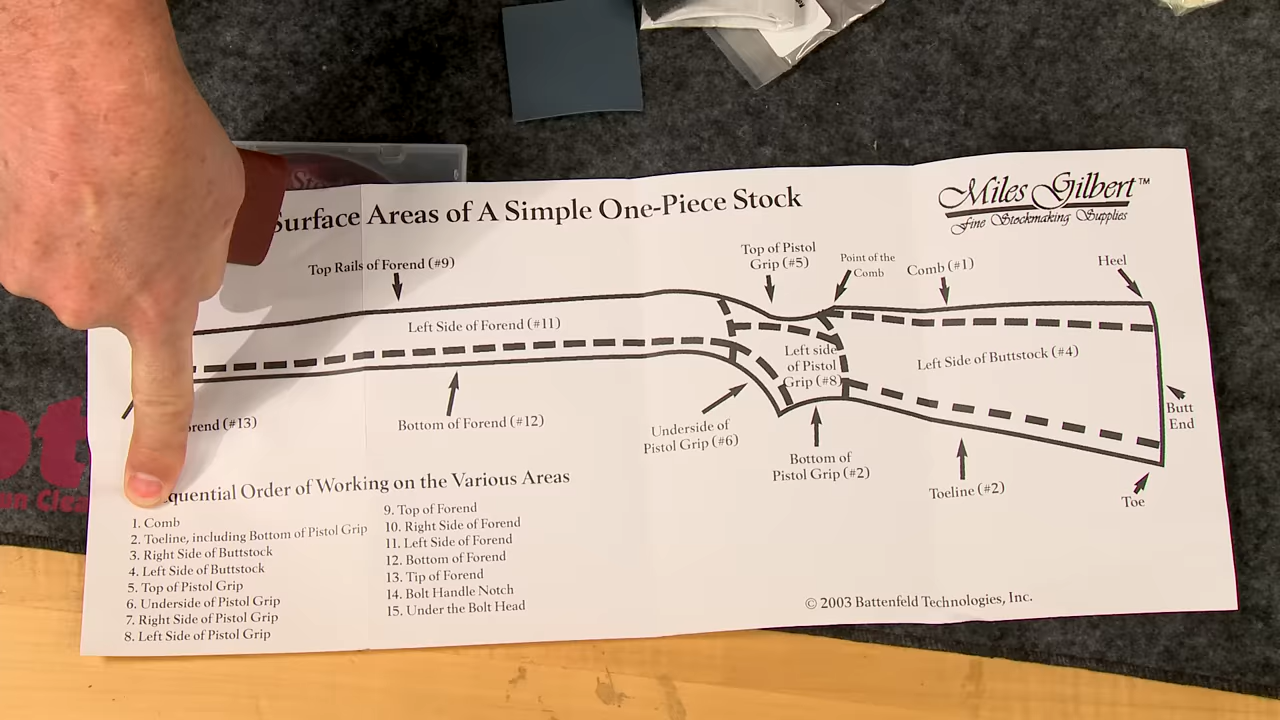 Surface Areas of A Simple One-Piece Stock
Miles Gilbert™
Fine Stockmaking Supplies
Top Rails of Forend (#9)
Top of Pistol
Grip (#5)
Point of the
Comb
Comb (#1)
Heel
Left Side of Forend (#11)
Left side
of Pistol
Grip (#8)
Left Side of Buttstock (#4)
Butt
End
(#13)
Bottom of Forend (#12)
Underside of
Pistol Grip (#6)
Bottom of
Pistol Grip (#2)
Toeline (#2)
Toe
Order of Working on the Various Areas
1. Comb
2. Toeline, including Bottom of Pistol Grip
3. Right Side of Buttstock
4. Left Side of Buttstock
5. Top of Pistol Grip
6. Underside of Pistol Grip
7. Right Side of Pistol Grip
8. Left Side of Pistol Grip
9. Top of Forend
10. Right Side of Forend
11. Left Side of Forend
12. Bottom of Forend
13. Tip of Forend
14. Bolt Handle Notch
15. Under the Bolt Head
© 2003 Battenfeld Technologies, Inc.